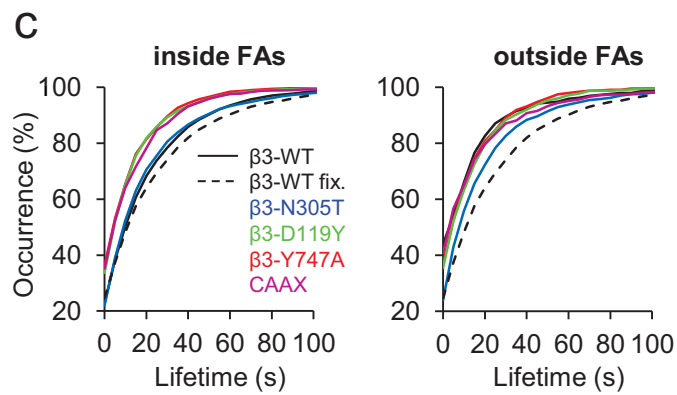 C
inside FAs
outside FAs
Occurrence (%)
100
80
60
40
20
0 20 40 60 80 100
Lifetime (s)
β3-WT
β3-WT fix.
β3-N305T
β3-D119Y
β3-Y747A
CAAX
100
80
60
40
20
0 20 40 60 80 100
Lifetime (s)